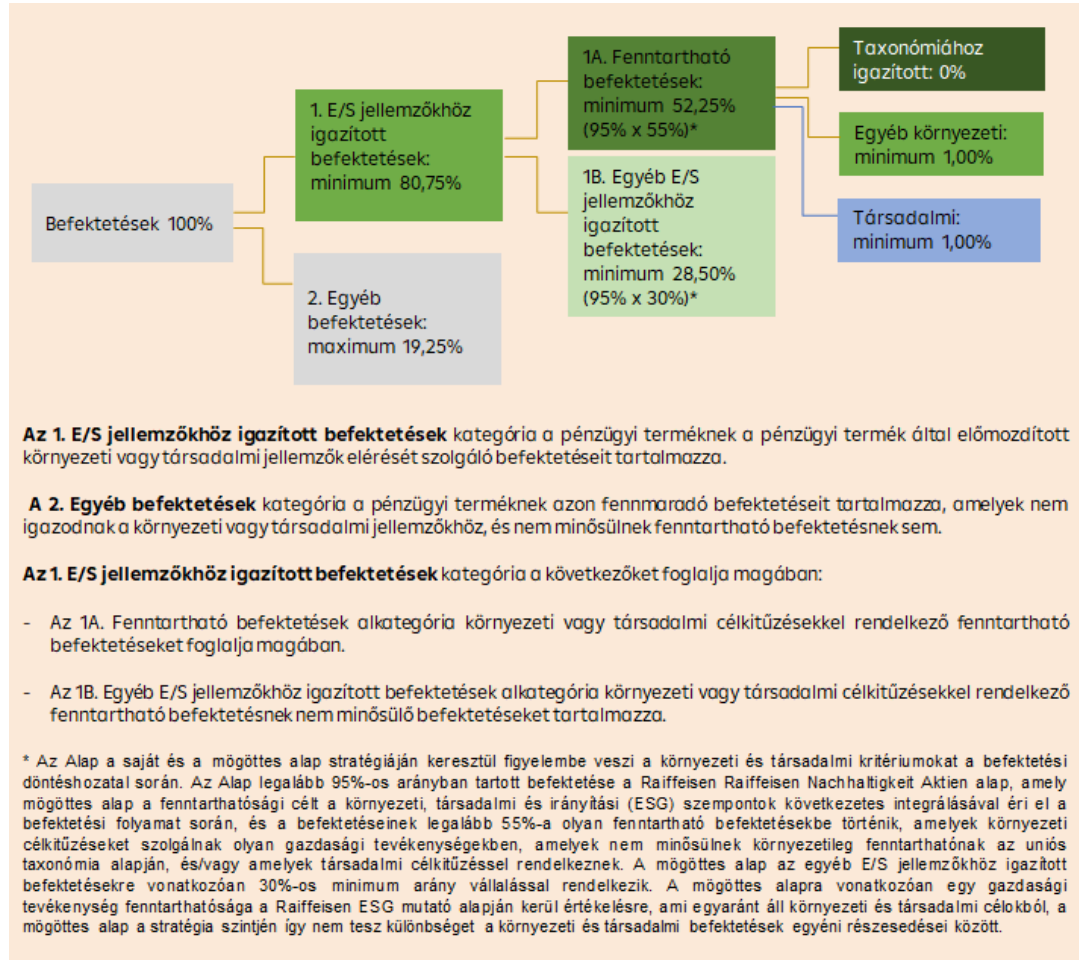 Befektetések 100%
1. E/S jellemzőkhöz
igazított
befektetések:
minimum 80,75%
2. Egyéb
befektetések:
maximum 19,25%
1A. Fenntartható
befektetések:
minimum 52,25%
(95% x 55%)*
1B. Egyéb E/S
jellemzőkhöz
igazított
befektetések:
minimum 28,50%
(95% x 30%)*
Taxonómiához
igazított: 0%
Egyéb környezeti:
minimum 1,00%
Társadalmi:
minimum 1,00%
Az 1. E/S jellemzőkhöz igazított befektetések kategória a pénzügyi terméknek a pénzügyi termék által előmozdított
környezeti vagy társadalmi jellemzők elérését szolgáló befektetéseit tartalmazza.
A 2. Egyéb befektetések kategória a pénzügyi terméknek azon fennmaradó befektetéseit tartalmazza, amelyek nem
igazodnak a környezeti vagy társadalmi jellemzőkhöz, és nem minősülnek fenntartható befektetésnek sem.
Az 1. E/S jellemzőkhöz igazított befektetések kategória a következőket foglalja magában:
- Az 1A. Fenntartható befektetések alkategória környezeti vagy társadalmi célkitűzésekkel rendelkező fenntartható
befektetéseket foglalja magában.
- Az 1B. Egyéb E/S jellemzőkhöz igazított befektetések alkategória környezeti vagy társadalmi célkitűzésekkel rendelkező
fenntartható befektetésnek nem minősülő befektetéseket tartalmazza.
* Az Alap a saját és a mögöttes alap stratégiáján keresztül figyelembe veszi a környezeti és társadalmi kritériumokat a befektetési
döntéshozatal során. Az Alap legalább 95%-os arányban tartott befektetése a Raiffeisen Raiffeisen Nachhaltigkeit Aktien alap, amely
mögöttes alap a fenntarthatósági célt a környezeti, társadalmi és irányítási (ESG) szempontok következetes integrálásával éri el a
befektetési folyamat során, és a befektetéseinek legalább 55%-a olyan fenntartható befektetésekbe történik, amelyek környezeti
célkitűzéseket szolgálnak olyan gazdasági tevékenységekben, amelyek nem minősülnek környezetileg fenntarthatónak az uniós
taxonómia alapján, és/vagy amelyek társadalmi célkitűzéssel rendelkeznek. A mögöttes alap az egyéb E/S jellemzőkhöz igazított
befektetésekre vonatkozóan 30%-os minimum arány vállalással rendelkezik. A mögöttes alapra vonatkozóan egy gazdasági
tevékenység fenntarthatósága a Raiffeisen ESG mutató alapján kerül értékelésre, ami egyaránt áll környezeti és társadalmi célokból, a
mögöttes alap a stratégia szintjén így nem tesz különbséget a környezeti és társadalmi befektetések egyéni részesedései között.